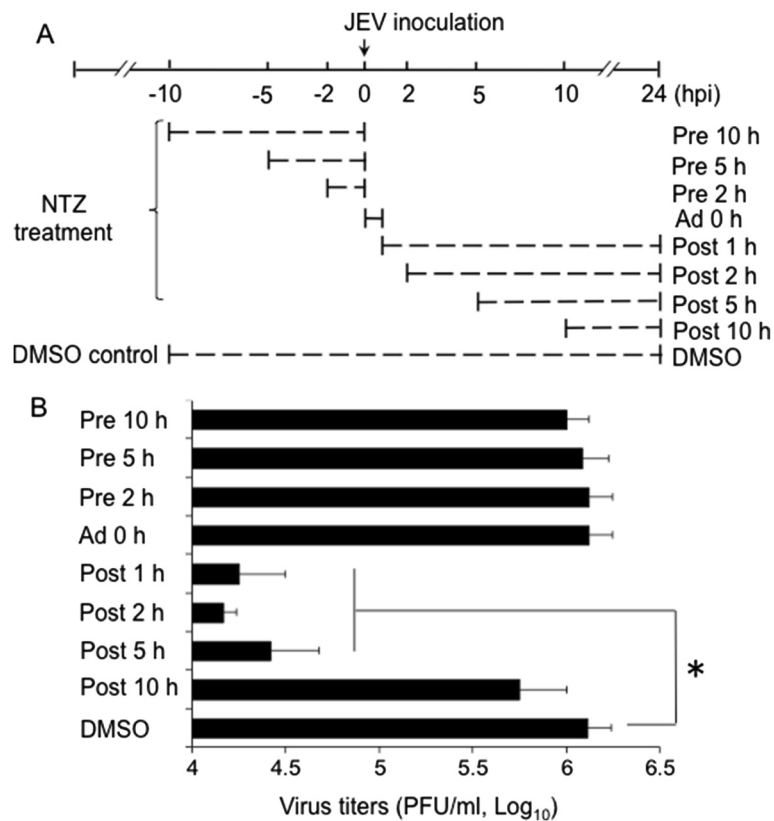 A
JEV inoculation
-10 -5 -2 0 2 5 10 24 (hpi)
NTZ
treatment
Pre 10 h
Pre 5 h
Pre 2 h
Ad 0 h
Post 1 h
Post 2 h
Post 5 h
Post 10 h
DMSO control
DMSO
B
Pre 10 h
Pre 5 h
Pre 2 h
Ad 0 h
Post 1 h
Post 2 h
Post 5 h
Post 10 h
DMSO
*
4 4.5 5 5.5 6 6.5
Virus titers (PFU/ml, Log₁₀)